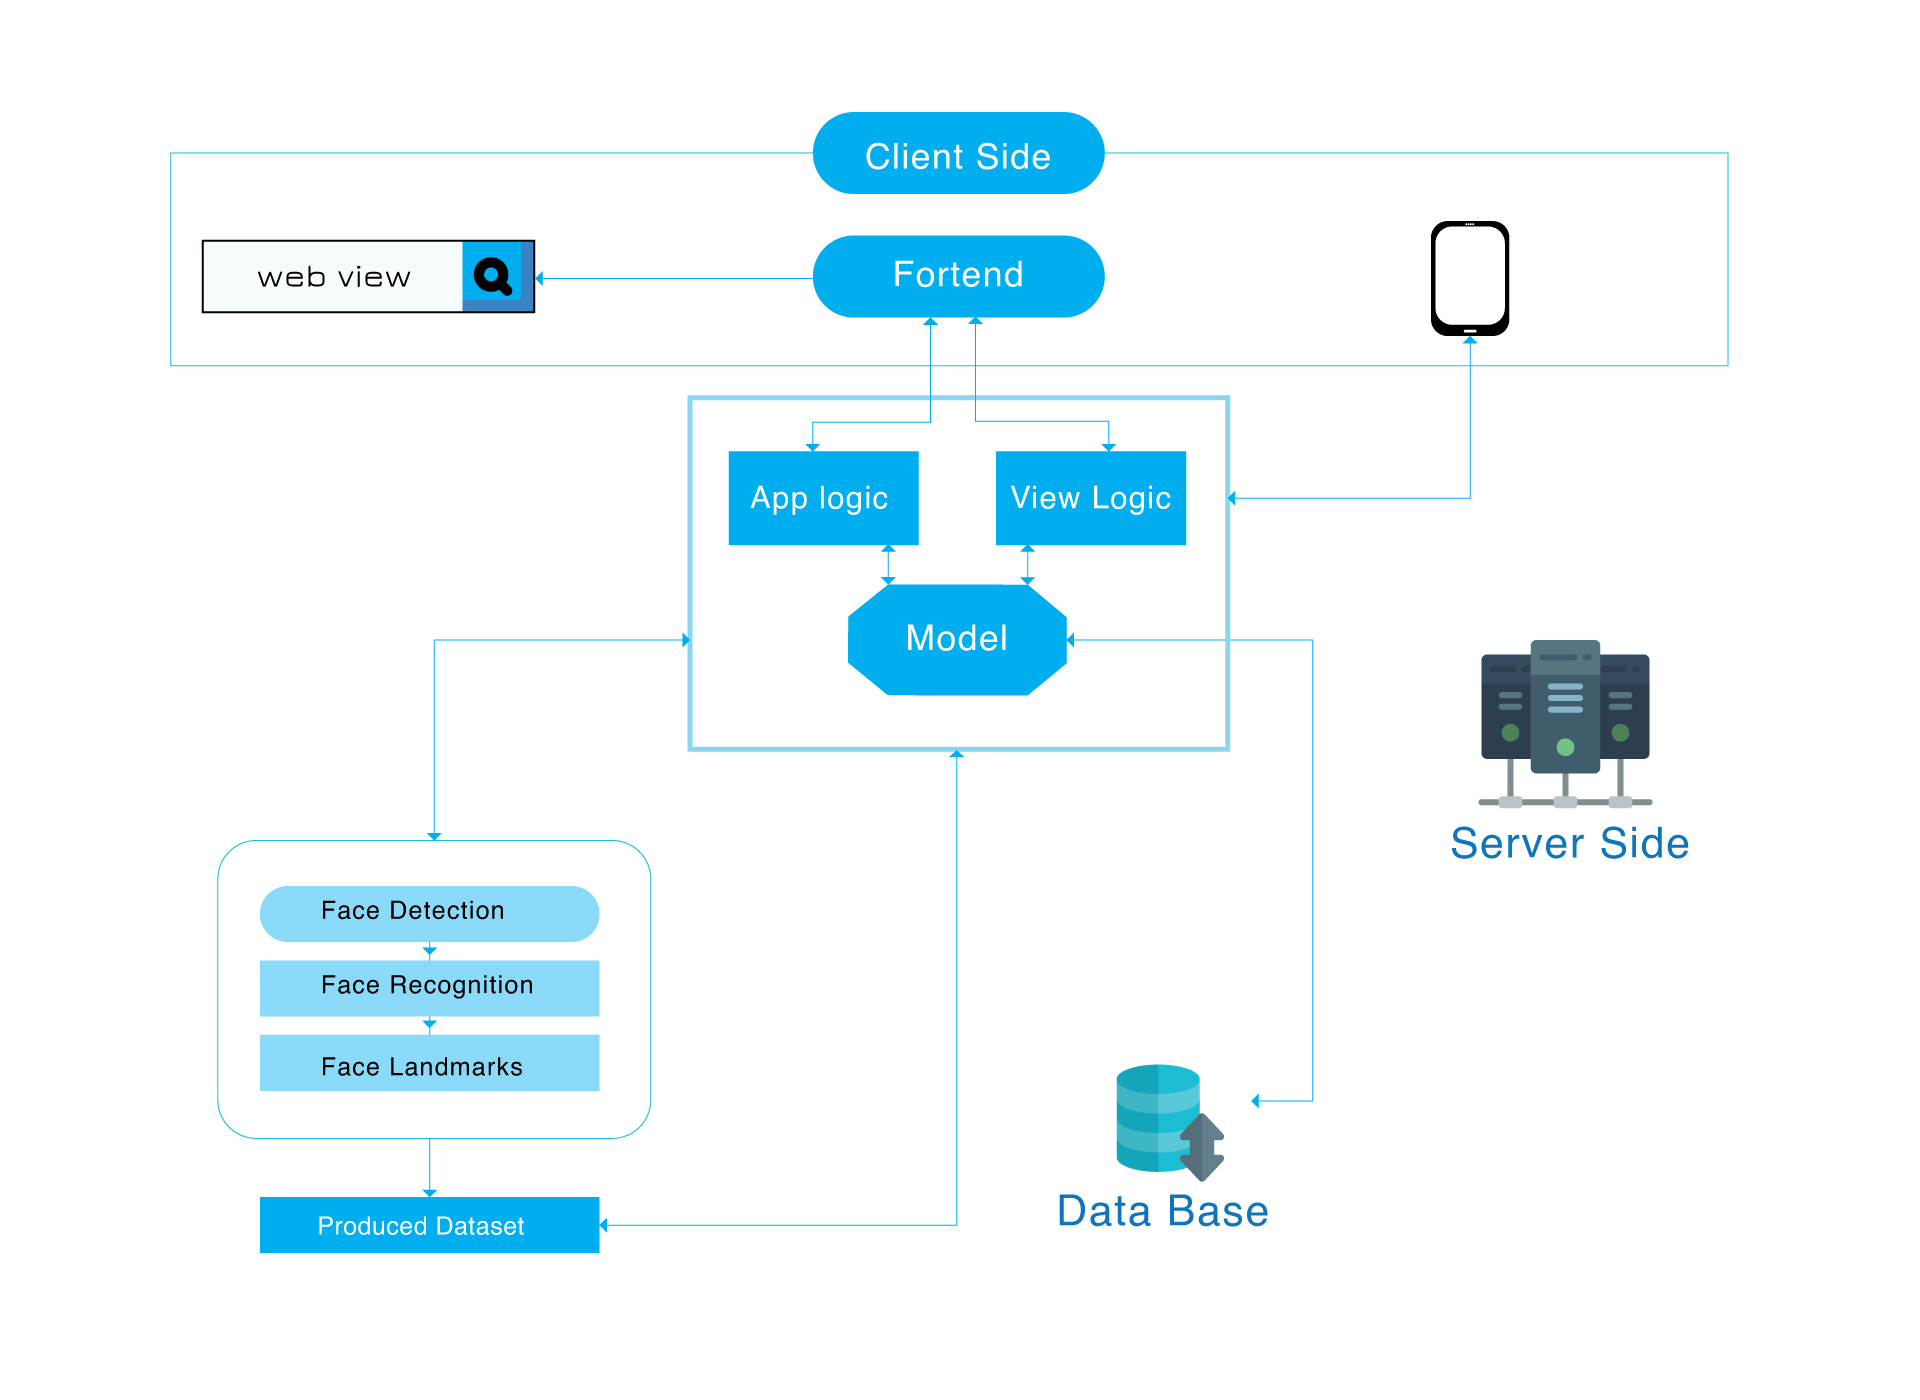 Client Side
web view
Fortend
App logic
View Logic
Model
Server Side
Face Detection
Face Recognition
Face Landmarks
Data Base
Produced Dataset